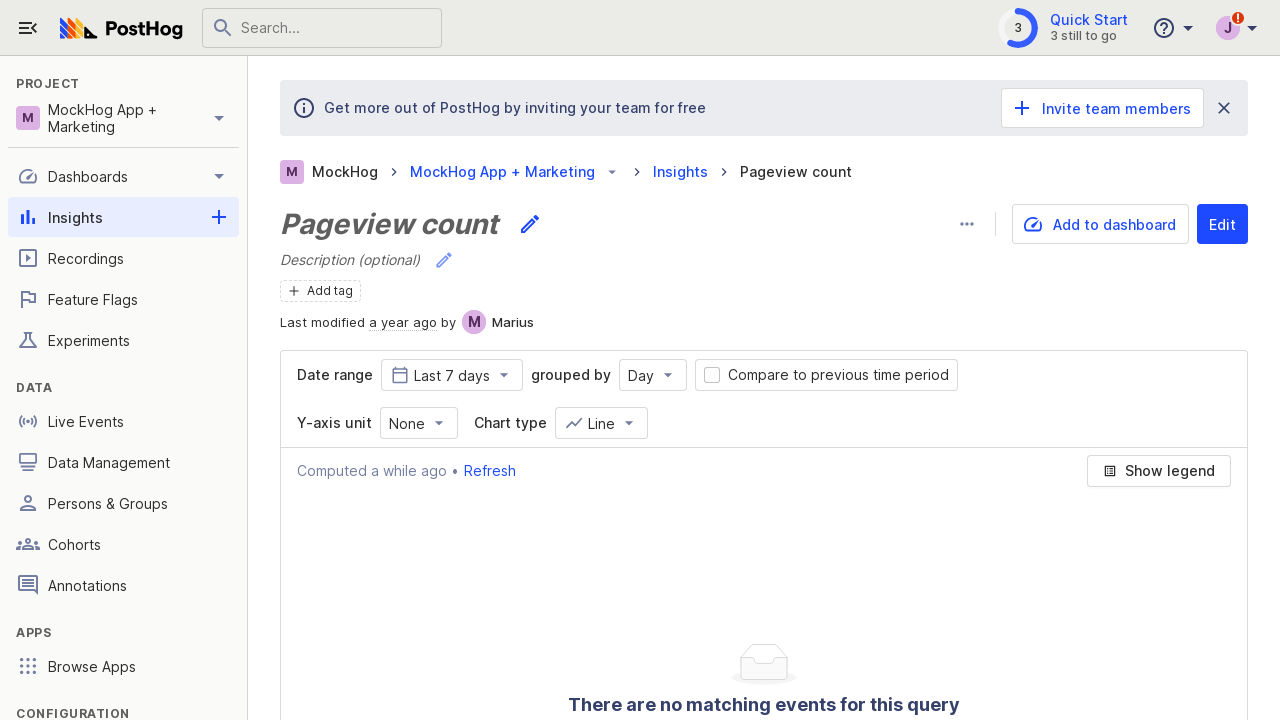 PostHog
Search...
3
Quick Start
3 still to go
J
PROJECT
M
MockHog App +
Marketing
Dashboards
Insights
Recordings
Feature Flags
Experiments
DATA
Live Events
Data Management
Persons & Groups
Cohorts
Annotations
APPS
Browse Apps
CONFIGURATION
Get more out of PostHog by inviting your team for free
Invite team members
M MockHog MockHog App + Marketing Insights Pageview count
Pageview count
Add to dashboard
Edit
Description (optional)
Add tag
Last modified a year ago by M Marius
Date range Last 7 days grouped by Day Compare to previous time period
Y-axis unit None Chart type Line
Computed a while ago • Refresh
Show legend
There are no matching events for this query